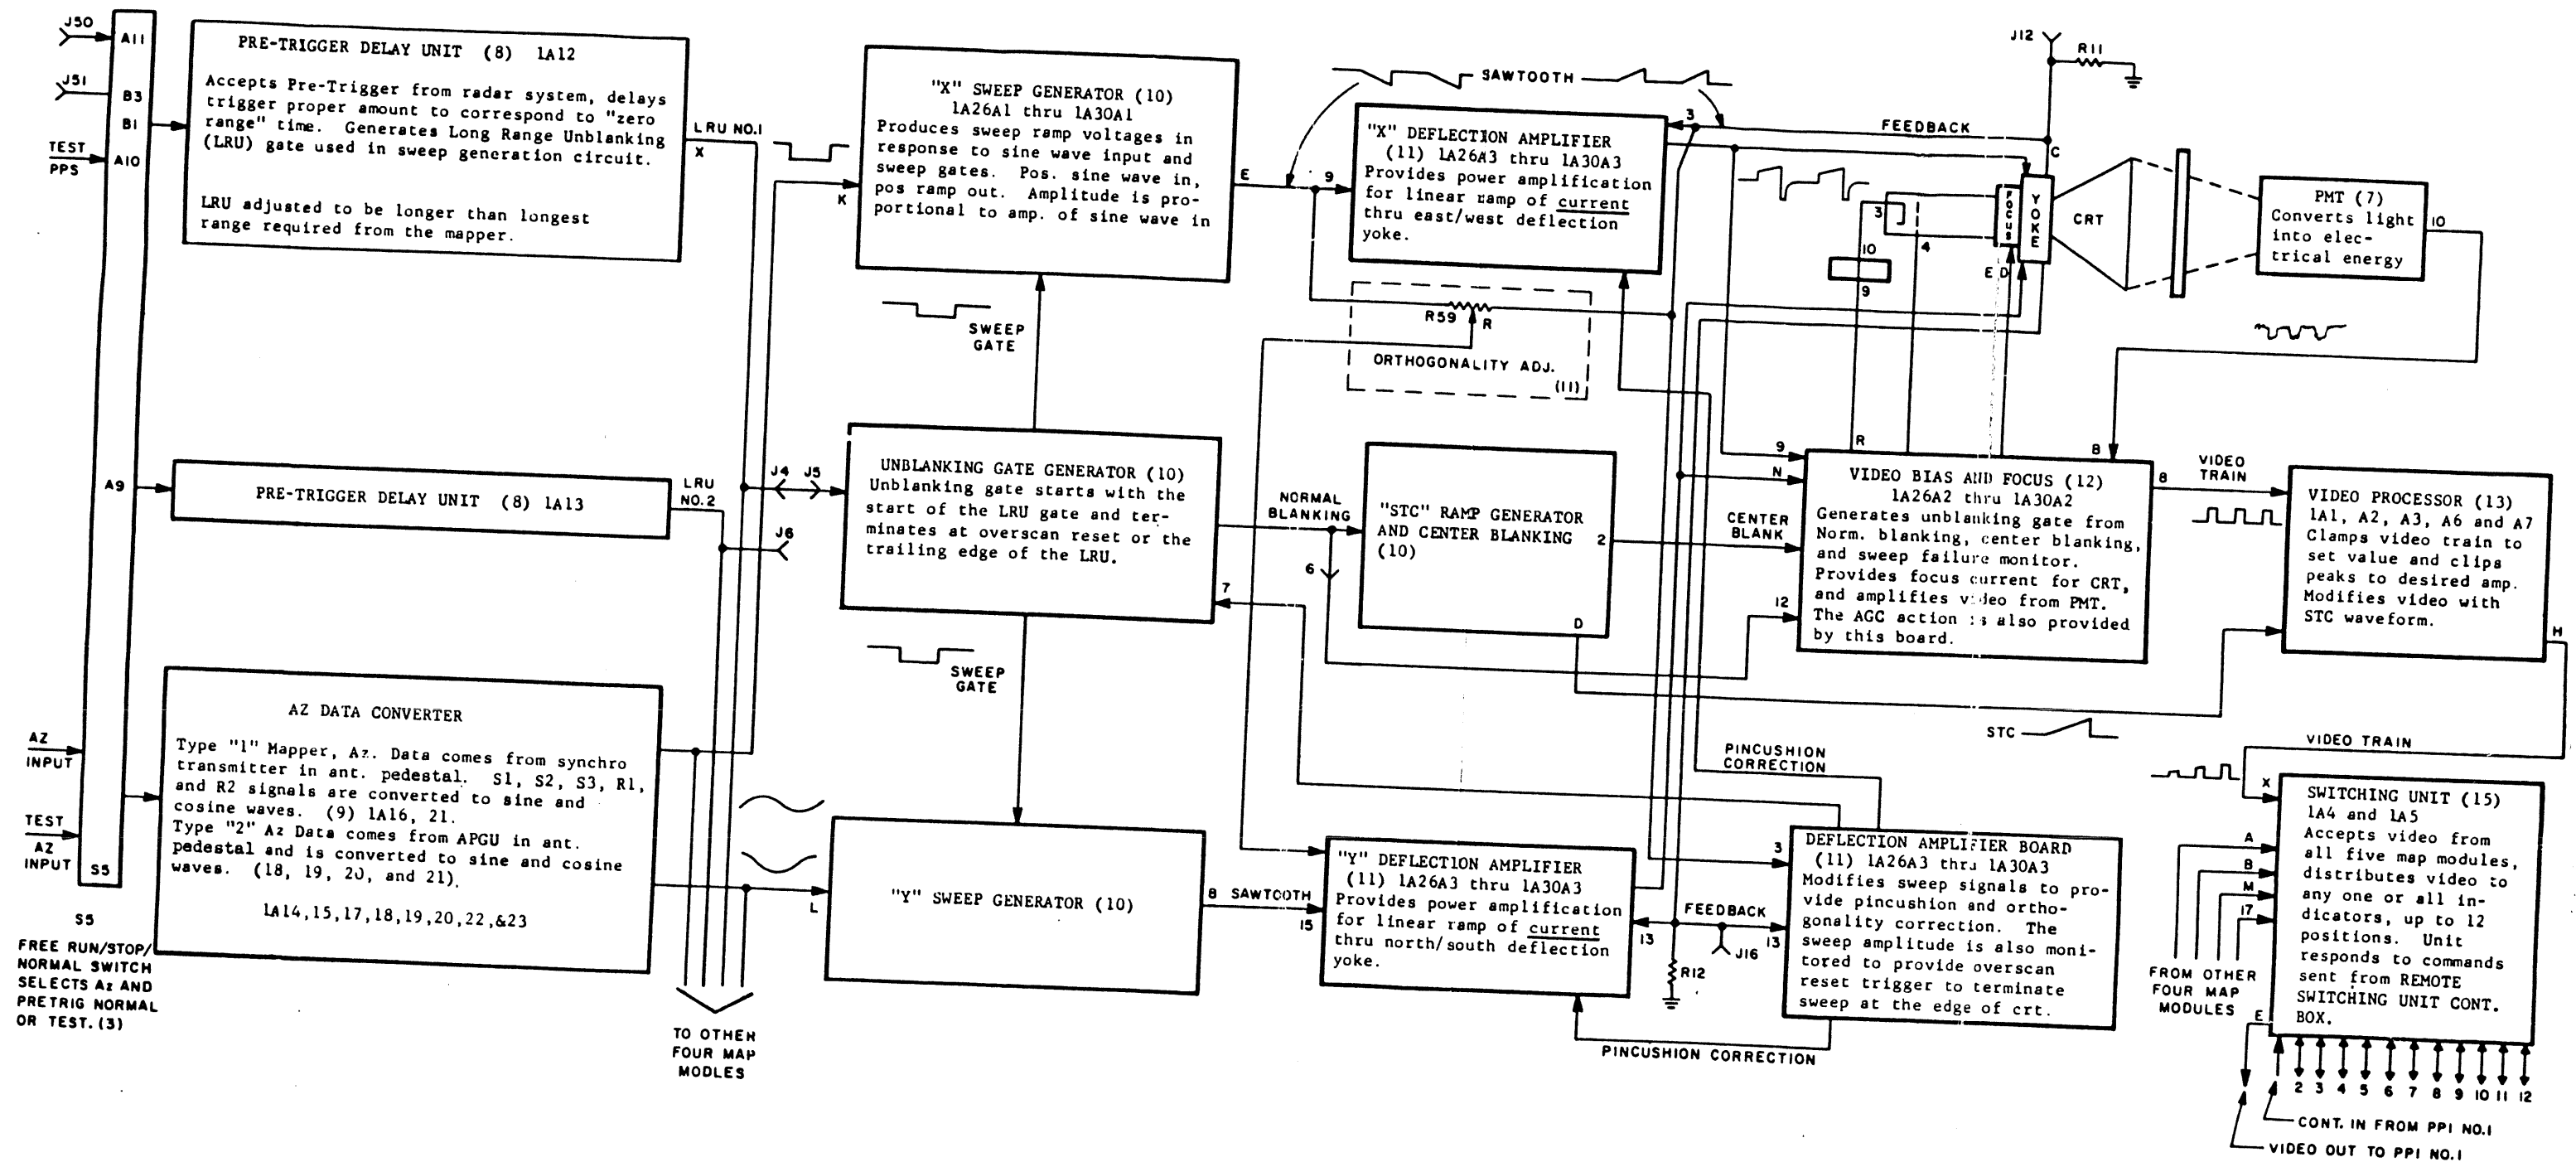 J50
A11
J51
B3
B1
TEST
PPS
A10
A9
AZ
INPUT
TEST
AZ
INPUT
S5
S5
FREE RUN/STOP/
NORMAL SWITCH
SELECTS Az AND
PRETRIG NORMAL
OR TEST.(3)
PRE-TRIGGER DELAY UNIT (8) 1A12
Accepts Pre-Trigger from radar system, delays
trigger proper amount to correspond to "zero
range" time. Generates Long Range Unblanking
(LRU) gate used in sweep generation circuit.
LRU adjusted to be longer than longest
range required from the mapper.
LRU NO.1
X
PRE-TRIGGER DELAY UNIT (8) 1A13
LRU
NO.2
J4 J5
J6
AZ DATA CONVERTER
Type "1" Mapper, Az. Data comes from synchro
transmitter in ant. pedestal. S1, S2, S3, R1,
and R2 signals are converted to sine and
cosine waves. (9) 1A16, 21.
Type "2" Az Data comes from APGU in ant.
pedestal and is converted to sine and cosine
waves. (18, 19, 20, and 21).
1A14,15,17,18,19,20,22,&23
TO OTHER
FOUR MAP
MODLES
K
"X" SWEEP GENERATOR (10)
1A26A1 thru 1A30A1
Produces sweep ramp voltages in
response to sine wave input and
sweep gates. Pos. sine wave in,
pos ramp out. Amplitude is pro-
portional to amp. of sine wave in
E
SWEEP
GATE
UNBLANKING GATE GENERATOR (10)
Unblanking gate starts with the
start of the LRU gate and ter-
minates at overscan reset or the
trailing edge of the LRU.
7
SWEEP
GATE
L
"Y" SWEEP GENERATOR (10)
8 SAWTOOTH
15
SAWTOOTH
9
3
"X" DEFLECTION AMPLIFIER
(11) 1A26A3 thru 1A30A3
Provides power amplification
for linear ramp of current
thru east/west deflection
yoke.
R59 R
ORTHOGONALITY ADJ.
(11)
NORMAL
BLANKING
6
"STC" RAMP GENERATOR
AND CENTER BLANKING
(10)
2
D
CENTER
BLANK
"Y" DEFLECTION AMPLIFIER
(11) 1A26A3 thru 1A30A3
Provides power amplification
for linear ramp of current
thru north/south deflection
yoke.
FEEDBACK
13
13
J16
R12
PINCUSHION CORRECTION
PINCUSHION
CORRECTION
3
DEFLECTION AMPLIFIER BOARD
(11) 1A26A3 thru 1A30A3
Modifies sweep signals to pro-
vide pincushion and ortho-
gonality correction. The
sweep amplitude is also moni-
tored to provide overscan
reset trigger to terminate
sweep at the edge of crt.
J12
R11
FEEDBACK
C
3
4
10
9
FOCUS
YOKE
E D
CRT
PMT (7)
Converts light
into elec-
trical energy
10
9
N
12
R
B
VIDEO BIAS AND FOCUS (12)
1A26A2 thru 1A30A2
Generates unblanking gate from
Norm. blanking, center blanking,
and sweep failure monitor.
Provides focus current for CRT,
and amplifies video from PMT.
The AGC action is also provided
by this board.
8
VIDEO
TRAIN
VIDEO PROCESSOR (13)
1A1, A2, A3, A6 and A7
Clamps video train to
set value and clips
peaks to desired amp.
Modifies video with
STC waveform.
H
STC
VIDEO TRAIN
X
A
B
M
17
FROM OTHER
FOUR MAP
MODULES
E
SWITCHING UNIT (15)
1A4 and 1A5
Accepts video from
all five map modules,
distributes video to
any one or all in-
dicators, up to 12
positions. Unit
responds to commands
sent from REMOTE
SWITCHING UNIT CONT.
BOX.
2 3 4 5 6 7 8 9 10 11 12
CONT. IN FROM PPI NO.1
VIDEO OUT TO PPI NO.1